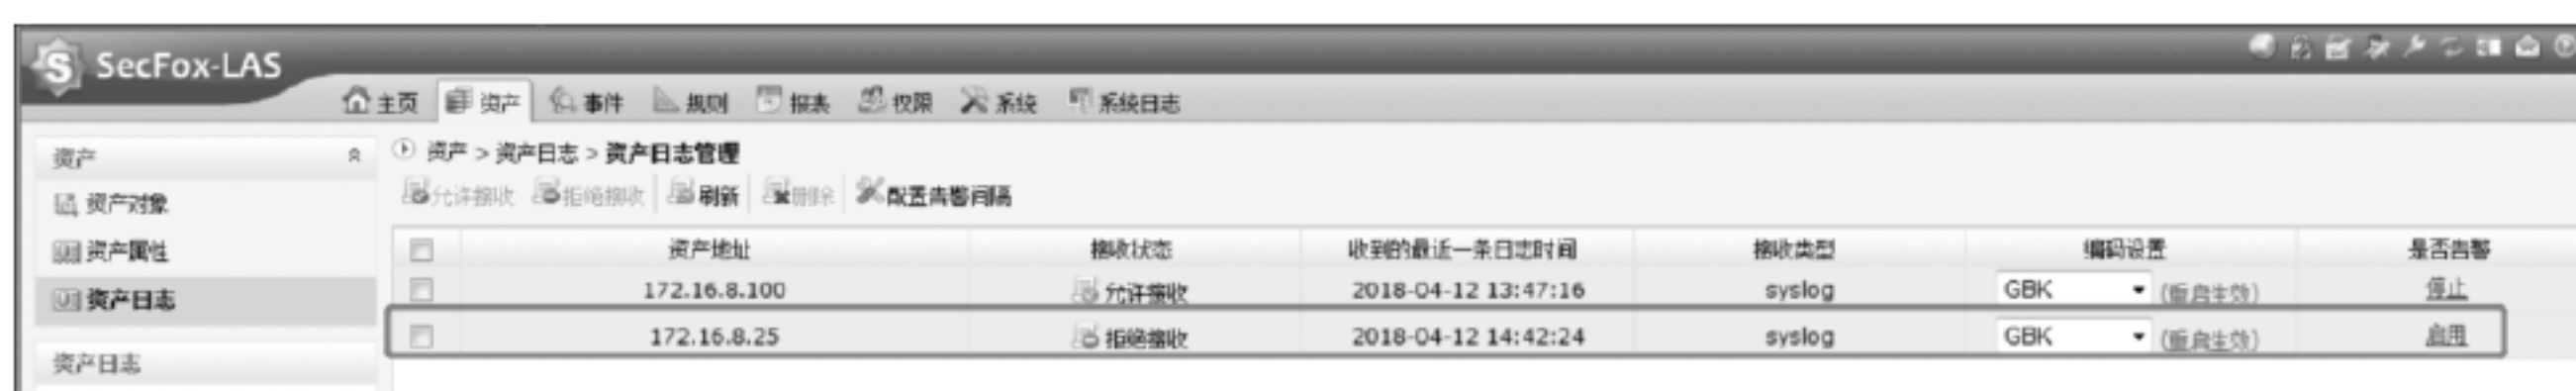 SecFox-LAS
主页 资产 事件 规则 报表 权限 系统 系统日志
资产
资产 > 资产日志 > 资产日志管理
允许接收 拒绝接收 刷新 删除 配置告警间隔
资产对象
资产属性
资产日志
资产日志
资产地址 接收状态 收到的最近一条日志时间 接收类型 编码设置 是否告警
172.16.8.100 允许接收 2018-04-12 13:47:16 syslog GBK (重启生效) 停止
172.16.8.25 拒绝接收 2018-04-12 14:42:24 syslog GBK (重启生效) 启用